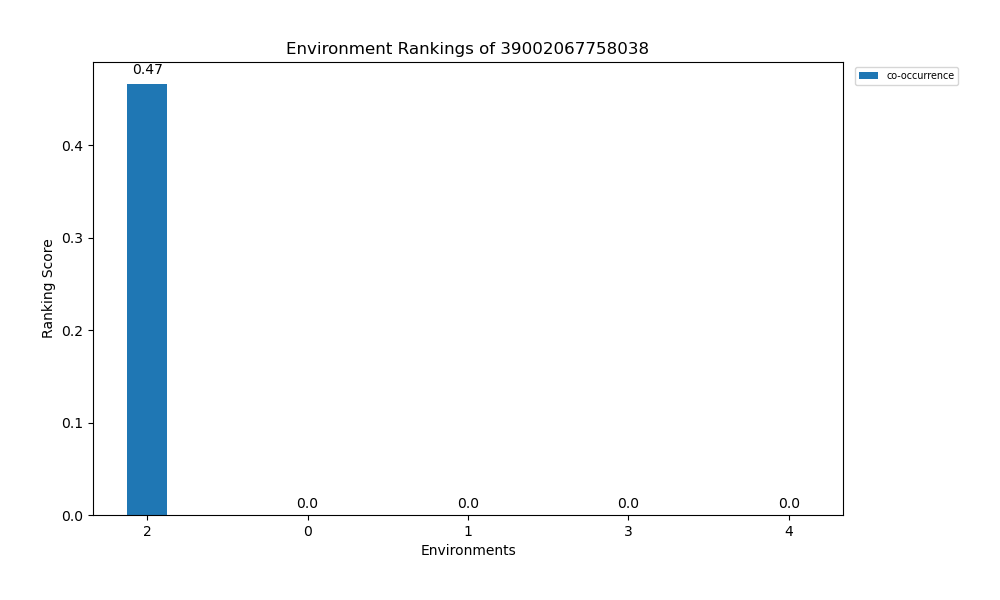 Environment Rankings of 39002067758038
0.47
co-occurrence
0.4
0.3
0.2
0.1
0.0
Ranking Score
0.0 0.0 0.0 0.0
2 0 1 3 4
Environments